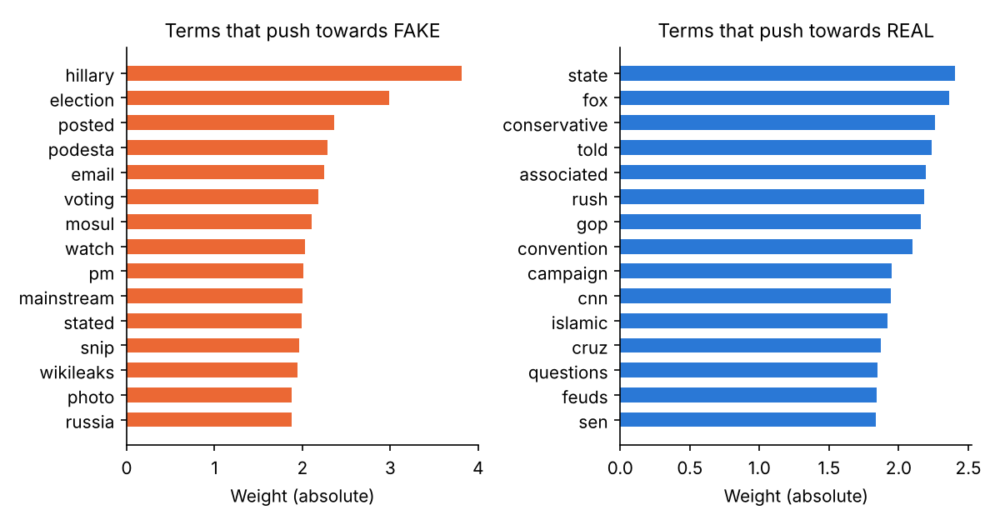 Terms that push towards FAKE
hillary
election
posted
podesta
email
voting
mosul
watch
pm
mainstream
stated
snip
wikileaks
photo
russia
0 1 2 3 4
Weight (absolute)
Terms that push towards REAL
state
fox
conservative
told
associated
rush
gop
convention
campaign
cnn
islamic
cruz
questions
feuds
sen
0.0 0.5 1.0 1.5 2.0 2.5
Weight (absolute)